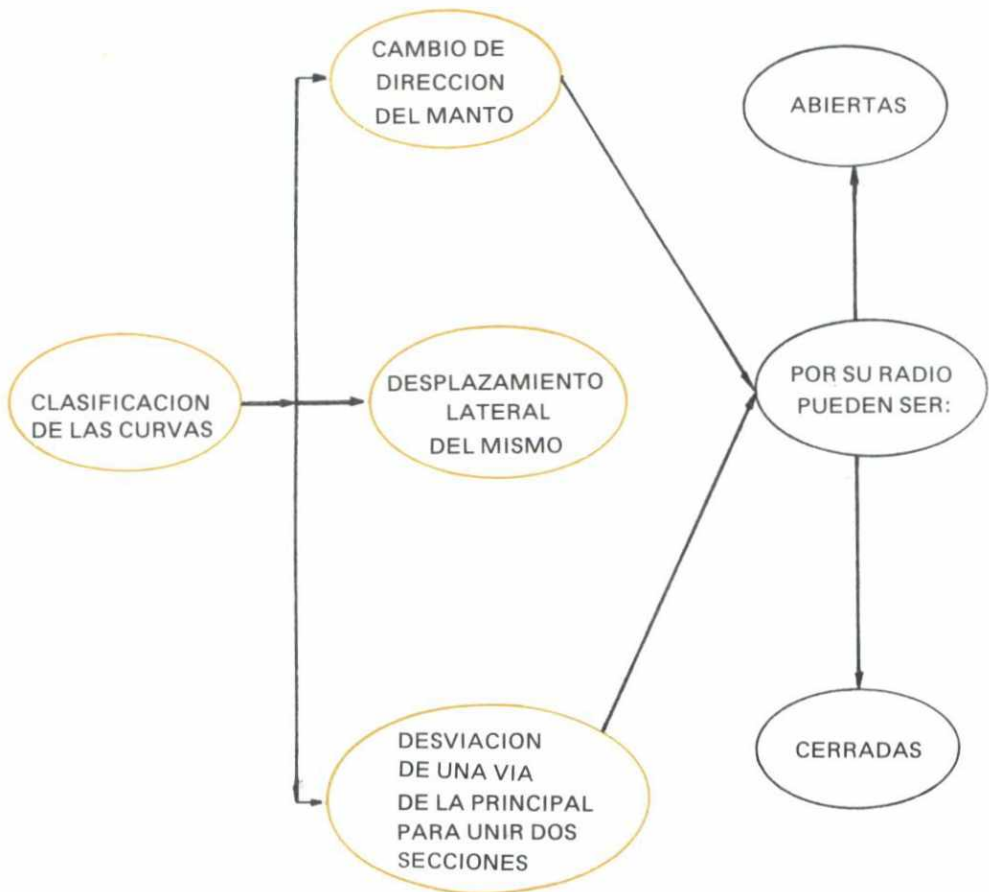 CAMBIO DE
DIRECCION
DEL MANTO
ABIERTAS
CLASIFICACION
DE LAS CURVAS
DESPLAZAMIENTO
LATERAL
DEL MISMO
POR SU RADIO
PUEDEN SER:
DESVIACION
DE UNA VIA
DE LA PRINCIPAL
PARA UNIR DOS
SECCIONES
CERRADAS